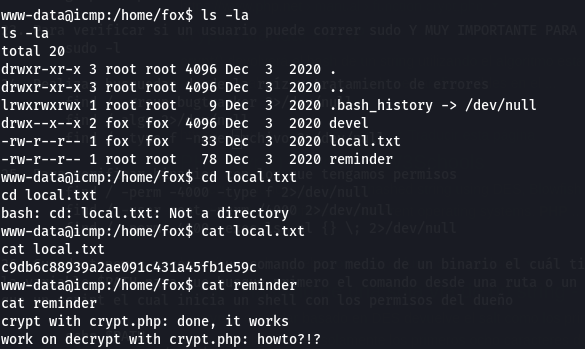 www-data@icmp:/home/fox$ ls -la
ls -la
total 20
drwxr-xr-x 3 root root 4096 Dec  3  2020 .
drwxr-xr-x 3 root root 4096 Dec  3  2020 ..
lrwxrwxrwx 1 root root    9 Dec  3  2020 .bash_history -> /dev/null
drwx--x--x 2 fox  fox  4096 Dec  3  2020 devel
-rw-r--r-- 1 fox  fox    33 Dec  3  2020 local.txt
-rw-r--r-- 1 root root   78 Dec  3  2020 reminder
www-data@icmp:/home/fox$ cd local.txt
cd local.txt
bash: cd: local.txt: Not a directory
www-data@icmp:/home/fox$ cat local.txt
cat local.txt
c9db6c88939a2ae091c431a45fb1e59c
www-data@icmp:/home/fox$ cat reminder
cat reminder
crypt with crypt.php: done, it works
work on decrypt with crypt.php: howto?!?